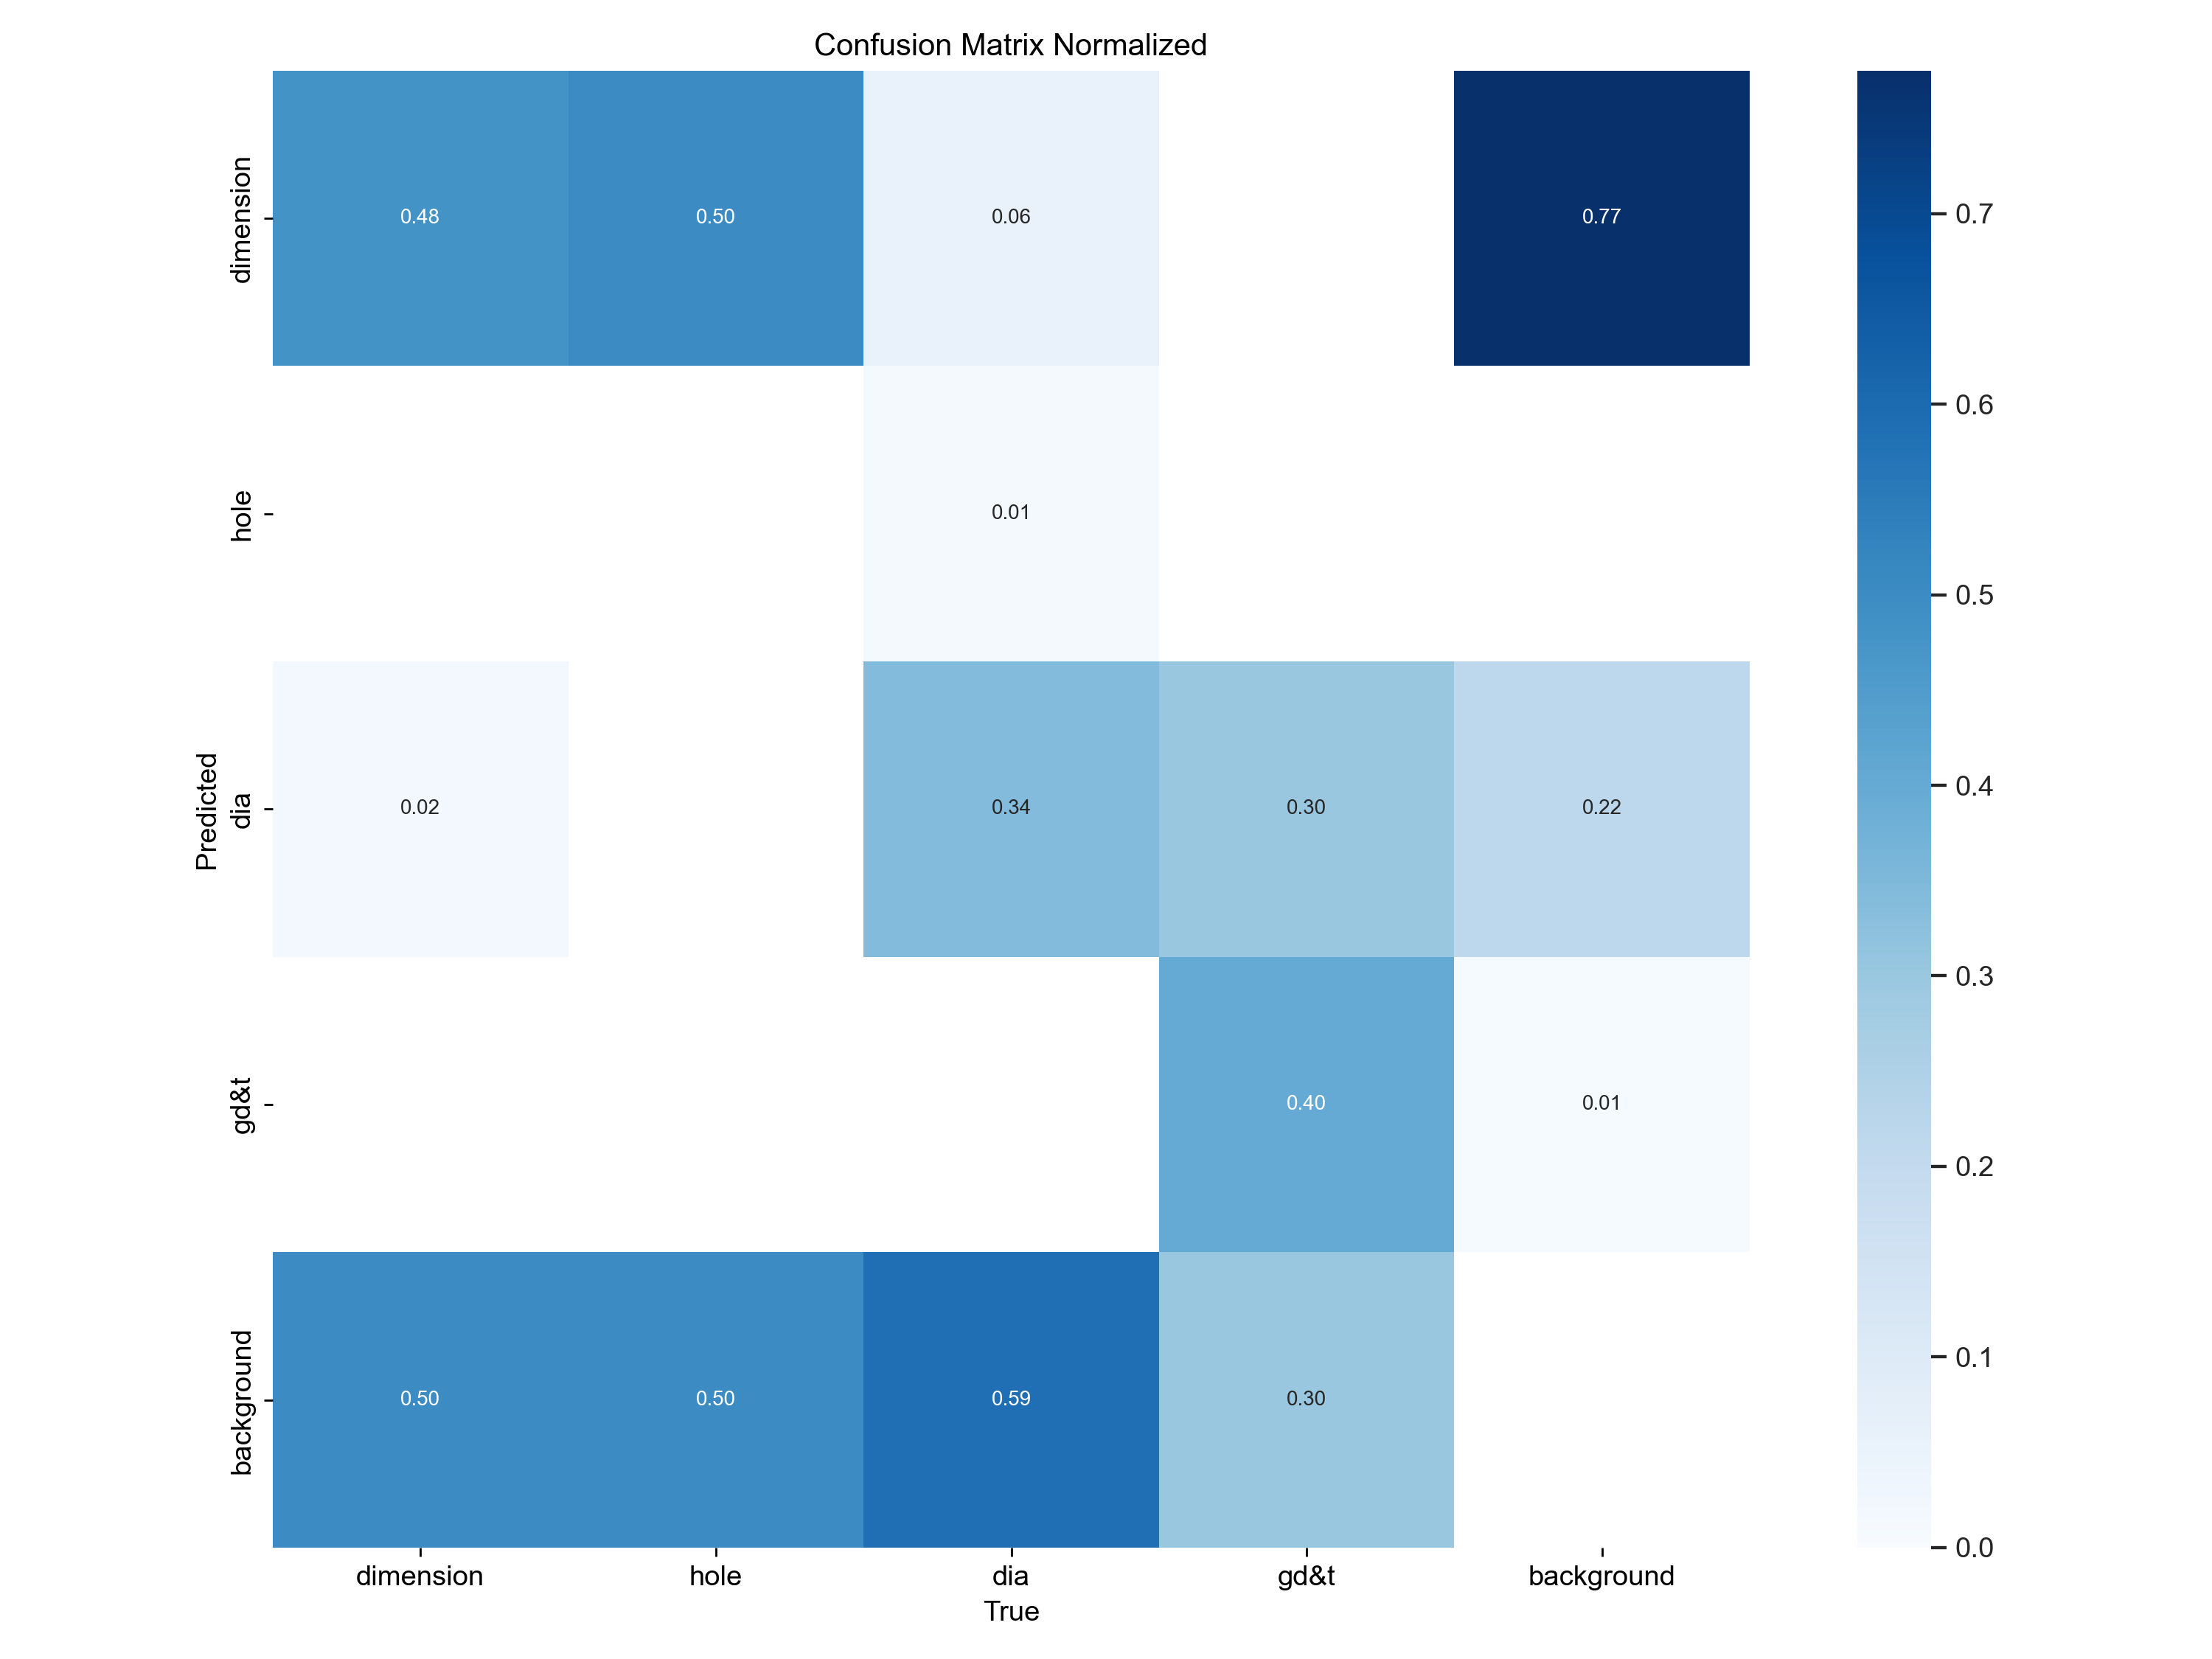 Confusion Matrix Normalized
dimension
0.48
0.50
0.06
0.77
hole
0.01
Predicted
dia
0.02
0.34
0.30
0.22
gd&t
0.40
0.01
background
0.50
0.50
0.59
0.30
dimension
hole
dia
gd&t
background
True
0.7
0.6
0.5
0.4
0.3
0.2
0.1
0.0